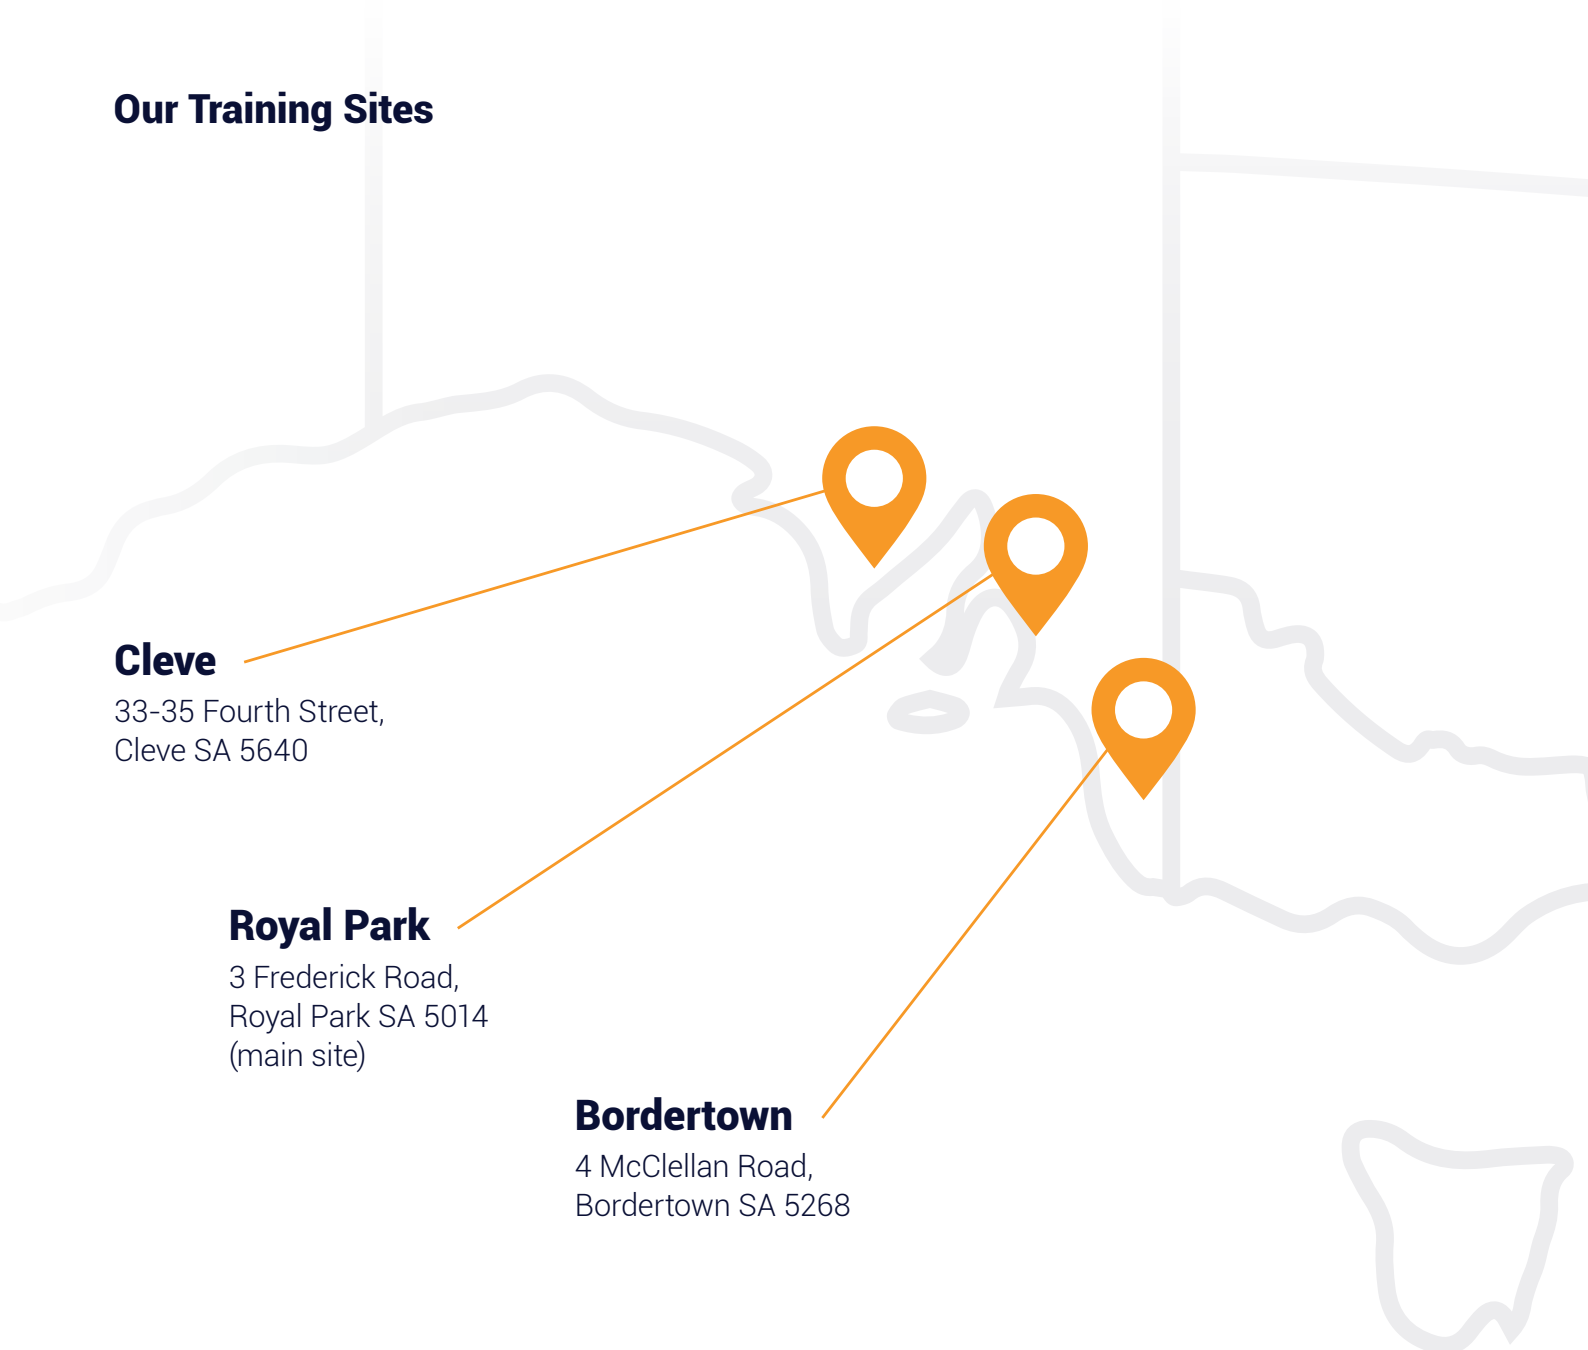 Our Training Sites
Cleve
33-35 Fourth Street,
Cleve SA 5640
Royal Park
3 Frederick Road,
Royal Park SA 5014
(main site)
Bordertown
4 McClellan Road,
Bordertown SA 5268